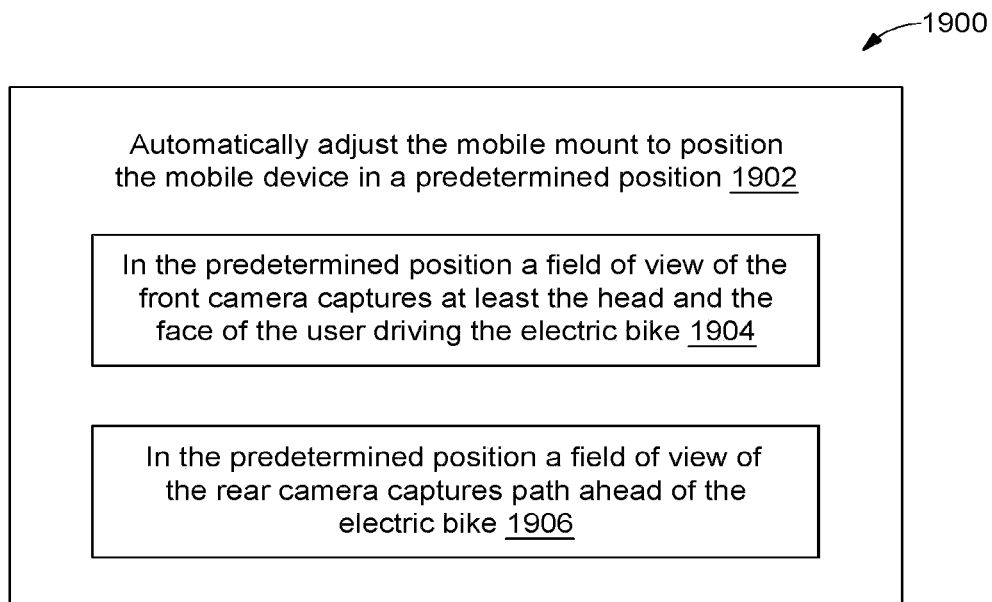 1900
Automatically adjust the mobile mount to position
the mobile device in a predetermined position 1902
In the predetermined position a field of view of the
front camera captures at least the head and the
face of the user driving the electric bike 1904
In the predetermined position a field of view of
the rear camera captures path ahead of the
electric bike 1906